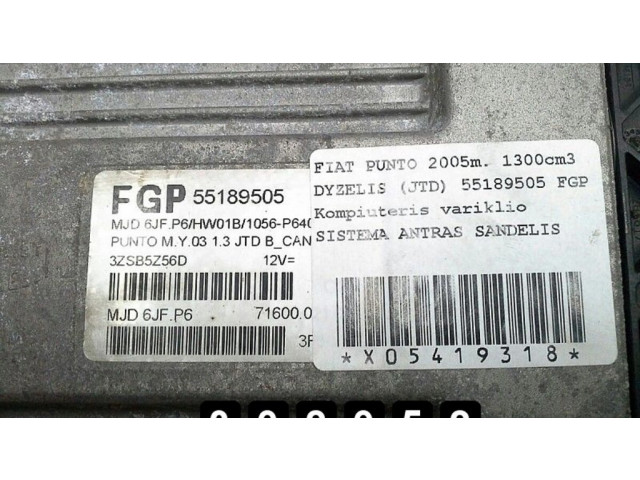 FGP 55189505
MJD 6JF.P6/HW01B/1056-P640
PUNTO M.Y.03 1.3 JTD B_CAN
3ZSB5Z56D 12V=
MJD 6JF.P6 71600.0
FIAT PUNTO 2005m. 1300cm3
DYZELIS (JTD) 55189505 FGP
Kompiuteris variklio
SISTEMA ANTRAS SANDELIS
*X05419318*